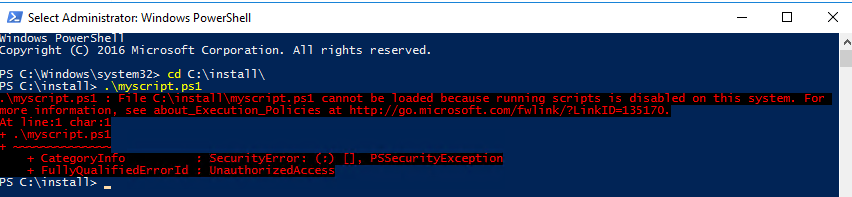 Select Administrator: Windows PowerShell
Windows PowerShell
Copyright (C) 2016 Microsoft Corporation. All rights reserved.
PS C:\Windows\system32> cd C:\install\
PS C:\install> .\myscript.ps1
.\myscript.ps1 : File C:\install\myscript.ps1 cannot be loaded because running scripts is disabled on this system. For
more information, see about_Execution_Policies at http://go.microsoft.com/fwlink/?LinkID=135170.
At line:1 char:1
+ .\myscript.ps1
+ ~~~~~~~~~~~~~~
    + CategoryInfo          : SecurityError: (:) [], PSSecurityException
    + FullyQualifiedErrorId : UnauthorizedAccess
PS C:\install>